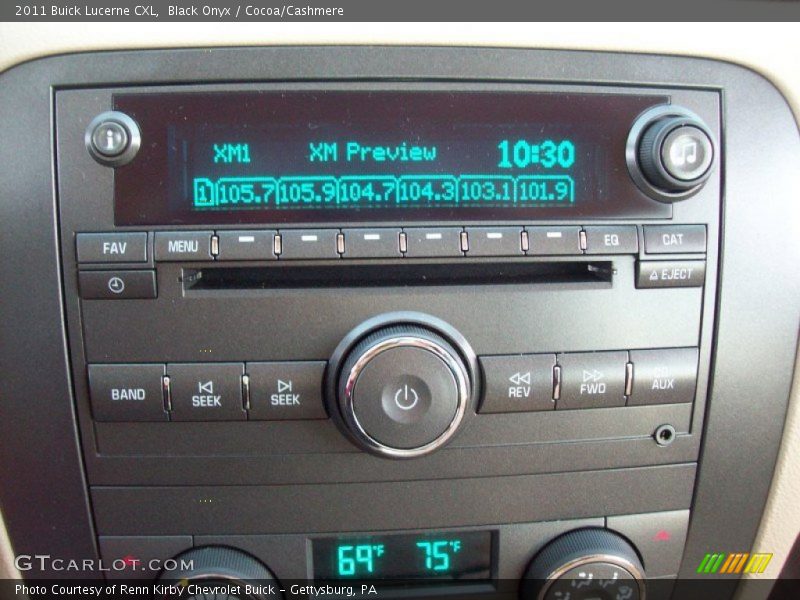 2011 Buick Lucerne CXL,  Black Onyx / Cocoa/Cashmere
XM1 XM Preview 10:30
1 105.7 105.9 104.7 104.3 103.1 101.9
FAV MENU EQ CAT
EJECT
BAND SEEK SEEK REV FWD CD AUX
69°F 75°F
GTCARLOT.COM
Photo Courtesy of Renn Kirby Chevrolet Buick – Gettysburg, PA